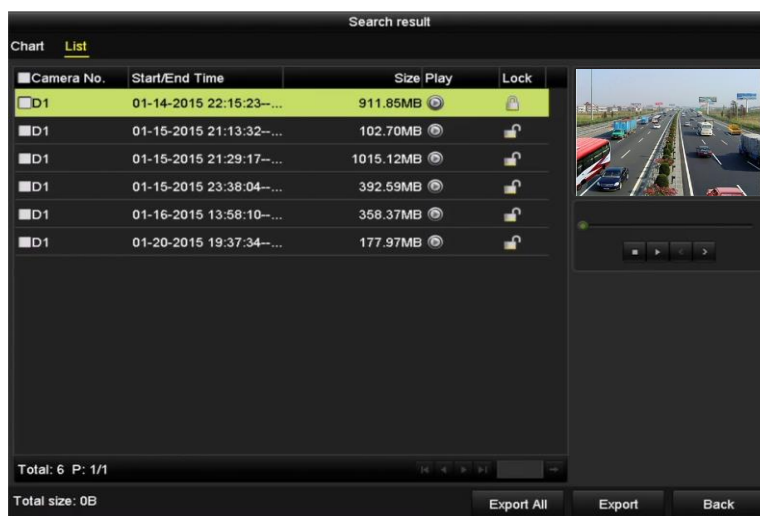 Search result
Chart List
Camera No. Start/End Time Size Play Lock
D1 01-14-2015 22:15:23--... 911.85MB
D1 01-15-2015 21:13:32--... 102.70MB
D1 01-15-2015 21:29:17--... 1015.12MB
D1 01-15-2015 23:38:04--... 392.59MB
D1 01-16-2015 13:58:10--... 358.37MB
D1 01-20-2015 19:37:34--... 177.97MB
Total: 6 P: 1/1
Total size: 0B
Export All Export Back